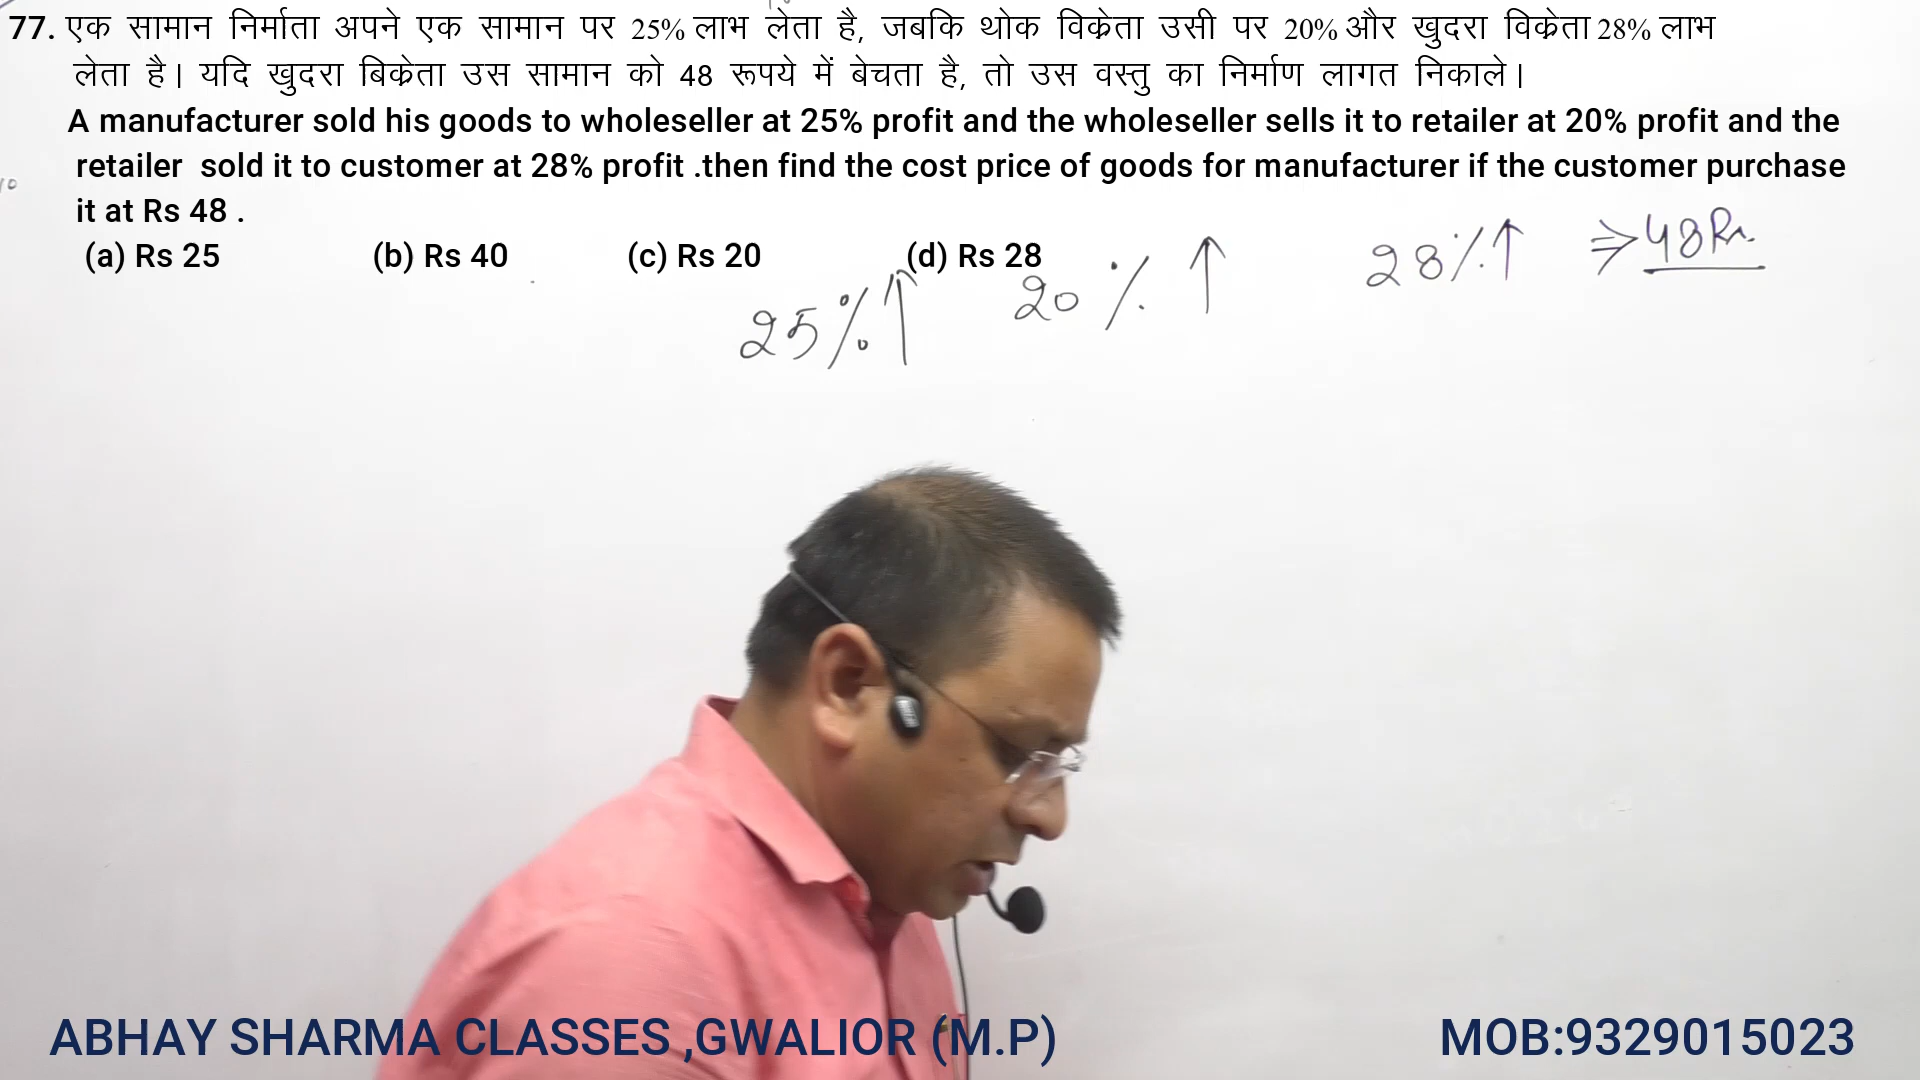 77. एक सामान निर्माता अपने एक सामान पर 25% लाभ लेता है, जबकि थोक विक्रेता उसी पर 20% और खुदरा विक्रेता 28% लाभ
लेता है। यदि खुदरा बिक्रेता उस सामान को 48 रूपये में बेचता है, तो उस वस्तु का निर्माण लागत निकाले।
A manufacturer sold his goods to wholeseller at 25% profit and the wholeseller sells it to retailer at 20% profit and the
retailer sold it to customer at 28% profit .then find the cost price of goods for manufacturer if the customer purchase
it at Rs 48 .
(a) Rs 25 (b) Rs 40 (c) Rs 20 (d) Rs 28
25%↑ 20%↑ 28%↑ ⇒48Rs.
ABHAY SHARMA CLASSES ,GWALIOR (M.P) MOB:9329015023